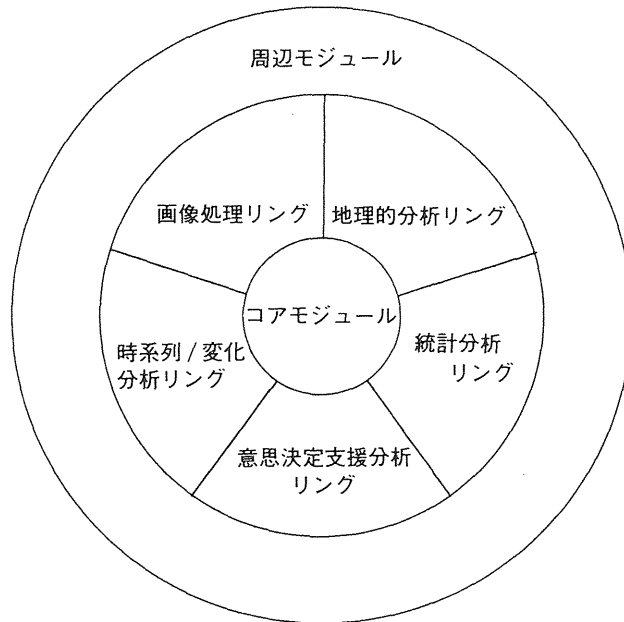 周辺モジュール
画像処理リング
地理的分析リング
コアモジュール
時系列/変化
分析リング
統計分析
リング
意思決定支援分析
リング